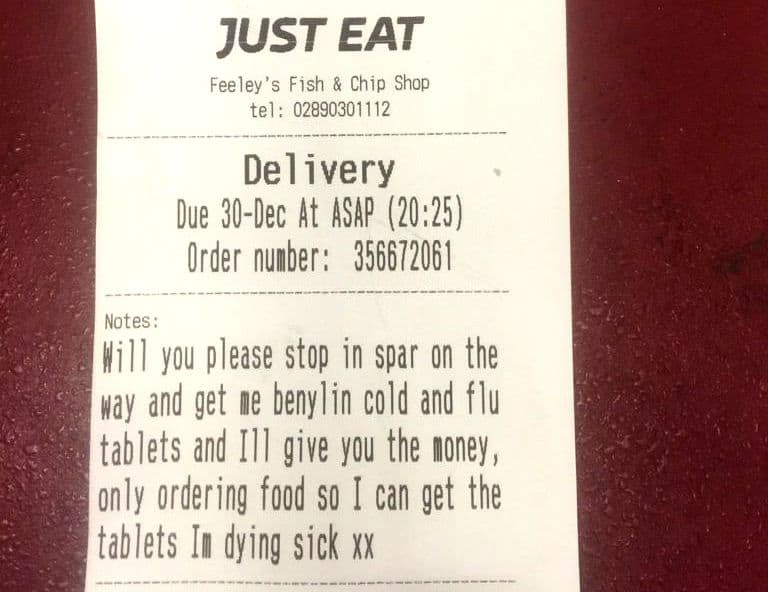 JUST EAT
Feeley's Fish & Chip Shop
tel: 02890301112
Delivery
Due 30-Dec At ASAP (20:25)
Order number: 356672061
Notes:
Will you please stop in spar on the
way and get me benylin cold and flu
tablets and Ill give you the money,
only ordering food so I can get the
tablets Im dying sick xx